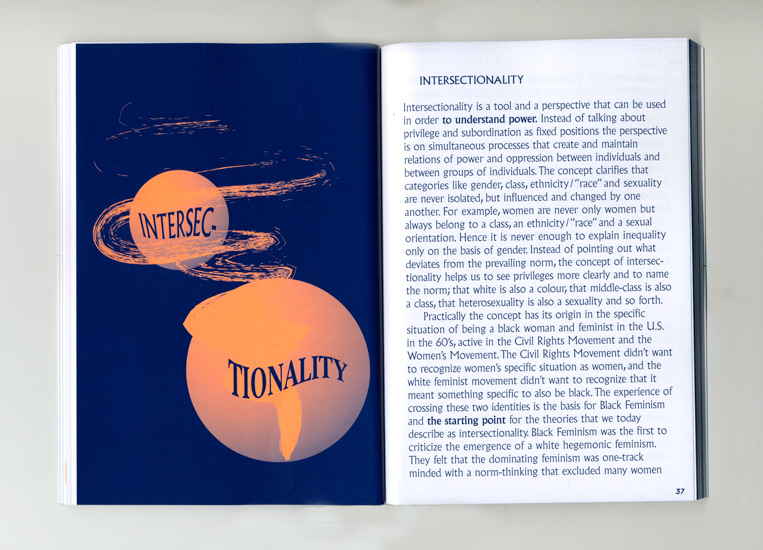 INTERSEC-
TIONALITY
INTERSECTIONALITY
Intersectionality is a tool and a perspective that can be used
in order to understand power. Instead of talking about
privilege and subordination as fixed positions the perspective
is on simultaneous processes that create and maintain
relations of power and oppression between individuals and
between groups of individuals. The concept clarifies that
categories like gender, class, ethnicity/"race" and sexuality
are never isolated, but influenced and changed by one
another. For example, women are never only women but
always belong to a class, an ethnicity/"race" and a sexual
orientation. Hence it is never enough to explain inequality
only on the basis of gender. Instead of pointing out what
deviates from the prevailing norm, the concept of intersec-
tionality helps us to see privileges more clearly and to name
the norm; that white is also a colour, that middle-class is also
a class, that heterosexuality is also a sexuality and so forth.
Practically the concept has its origin in the specific
situation of being a black woman and feminist in the U.S.
in the 60's, active in the Civil Rights Movement and the
Women's Movement. The Civil Rights Movement didn't want
to recognize women's specific situation as women, and the
white feminist movement didn't want to recognize that it
meant something specific to also be black. The experience of
crossing these two identities is the basis for Black Feminism
and the starting point for the theories that we today
describe as intersectionality. Black Feminism was the first to
criticize the emergence of a white hegemonic feminism.
They felt that the dominating feminism was one-track
minded with a norm-thinking that excluded many women
37